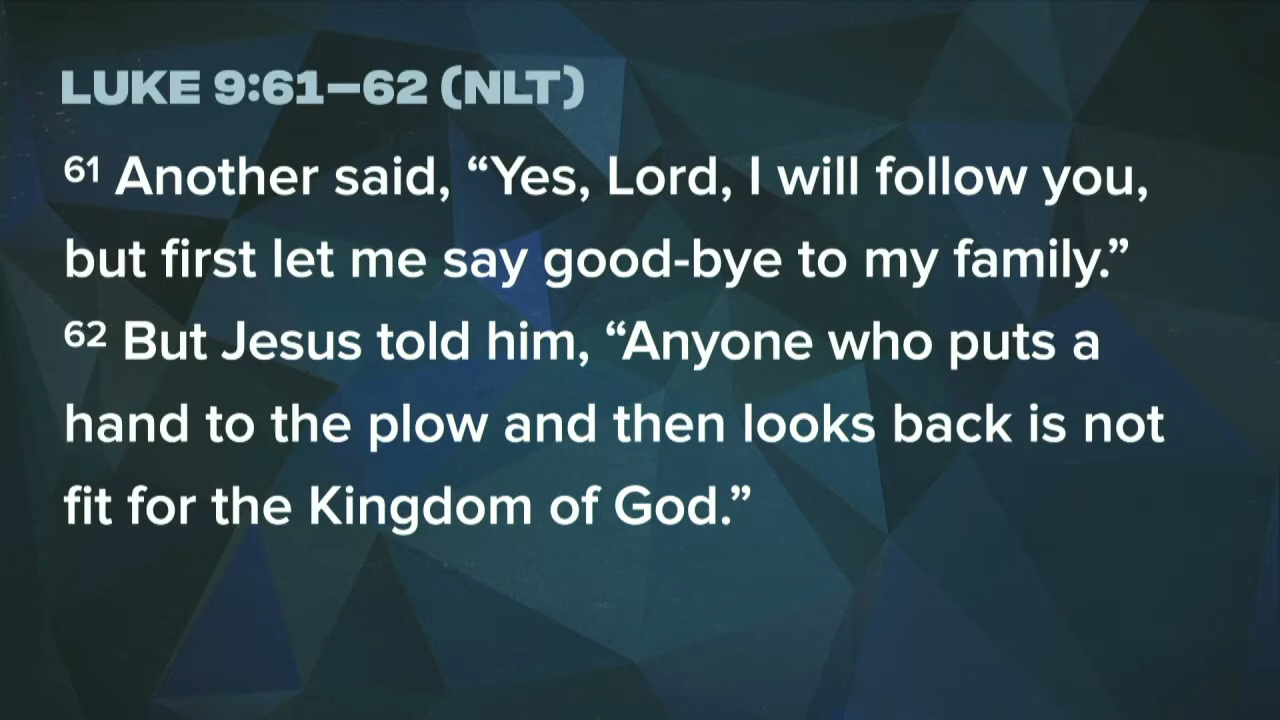 LUKE 9:61–62 (NLT)
⁶¹ Another said, “Yes, Lord, I will follow you,
but first let me say good-bye to my family.”
⁶² But Jesus told him, “Anyone who puts a
hand to the plow and then looks back is not
fit for the Kingdom of God.”